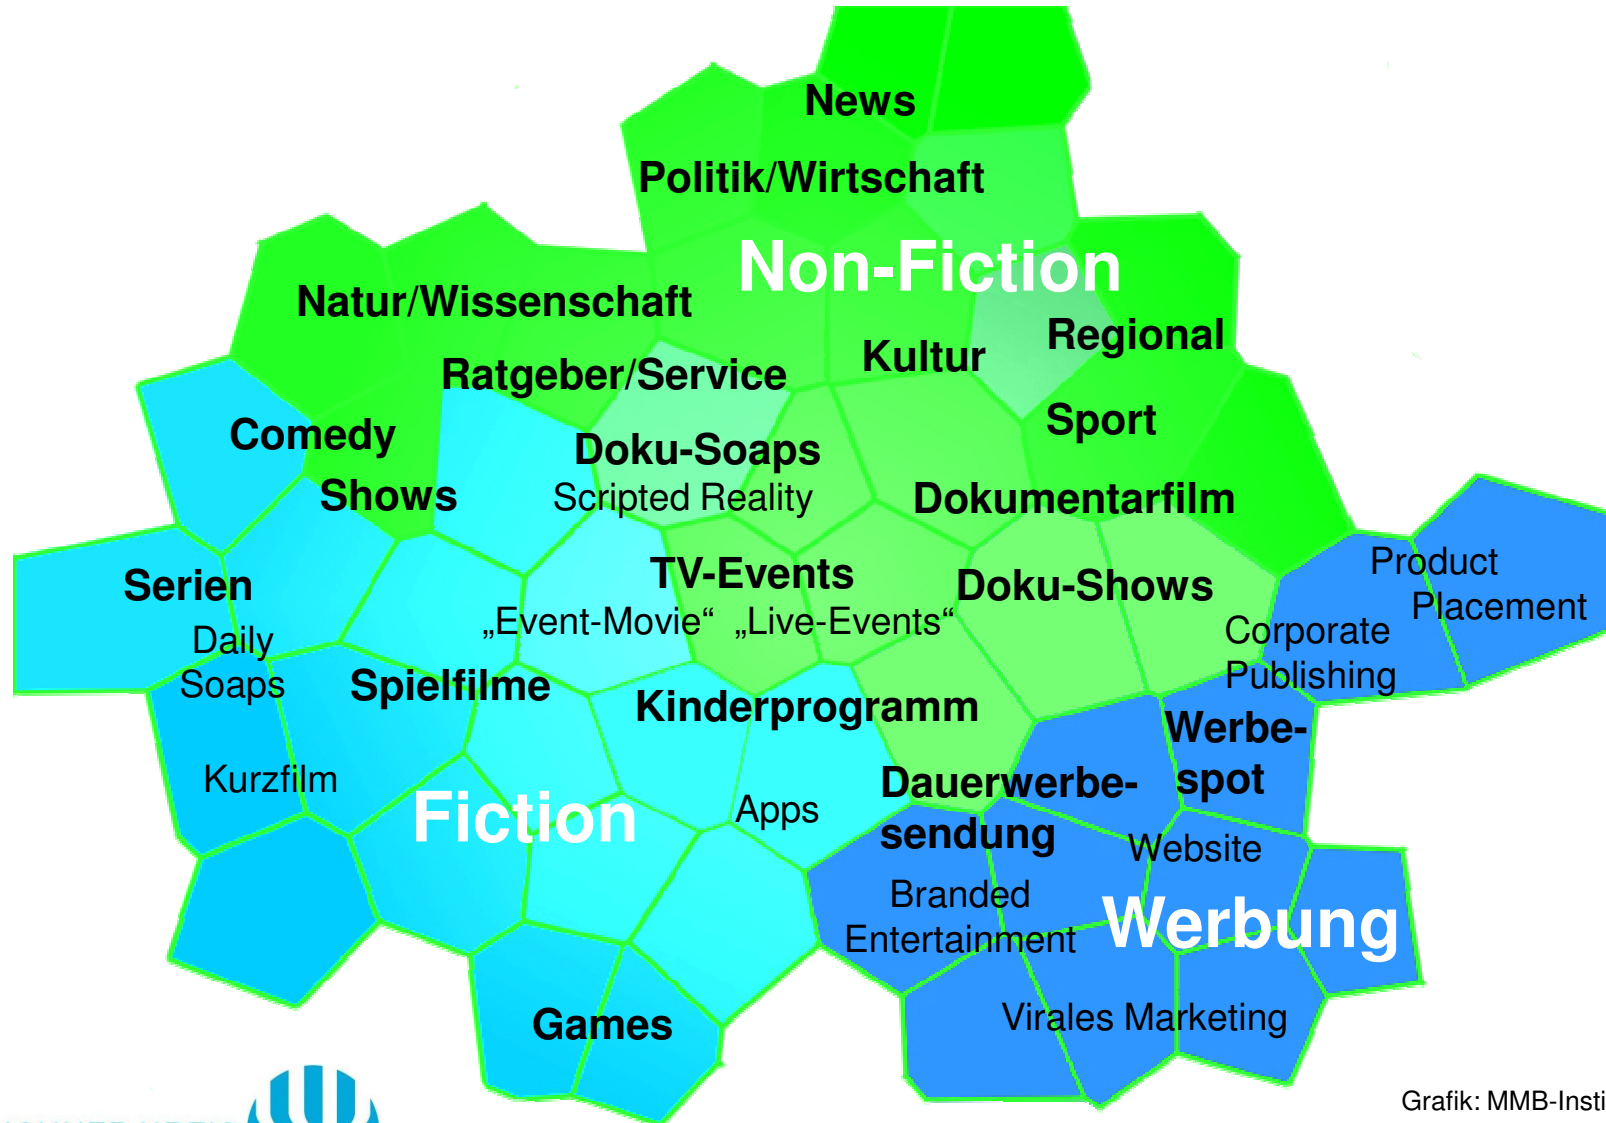 News
Politik/Wirtschaft
Non-Fiction
Natur/Wissenschaft
Regional
Kultur
Ratgeber/Service
Sport
Comedy
Doku-Soaps
Scripted Reality
Shows
Dokumentarfilm
Product
Placement
TV-Events
„Event-Movie“ „Live-Events“
Doku-Shows
Serien
Daily
Soaps
Corporate
Publishing
Spielfilme
Kinderprogramm
Werbe-
spot
Kurzfilm
Fiction
Apps
Dauerwerbe-
sendung
Website
Branded
Entertainment
Werbung
Virales Marketing
Games
Grafik: MMB-Insti